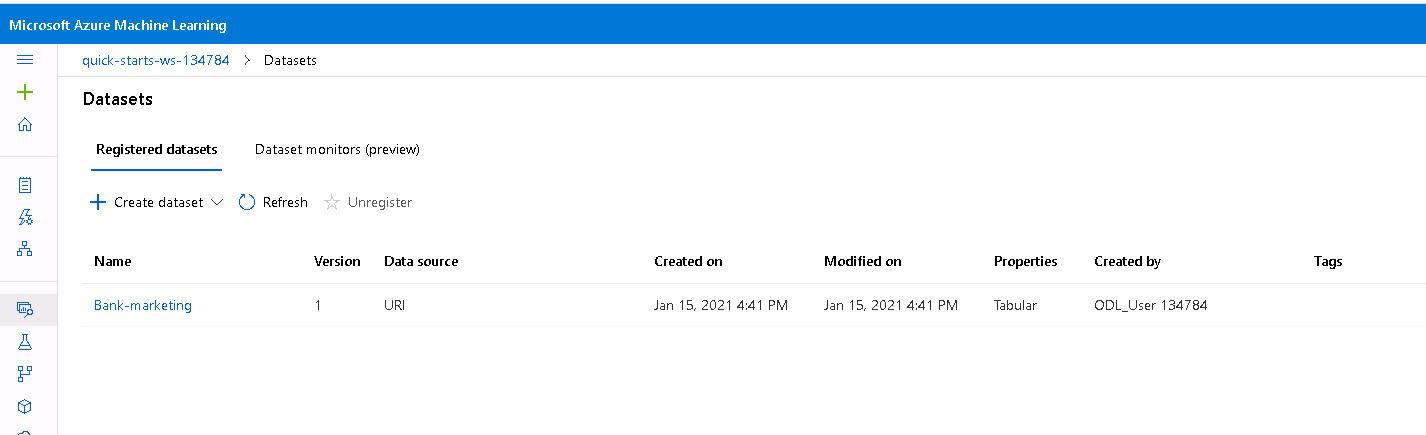 Microsoft Azure Machine Learning
quick-starts-ws-134784 > Datasets
Datasets
Registered datasets Dataset monitors (preview)
Create dataset Refresh Unregister
Name Version Data source Created on Modified on Properties Created by Tags
Bank-marketing 1 URI Jan 15, 2021 4:41 PM Jan 15, 2021 4:41 PM Tabular ODL_User 134784